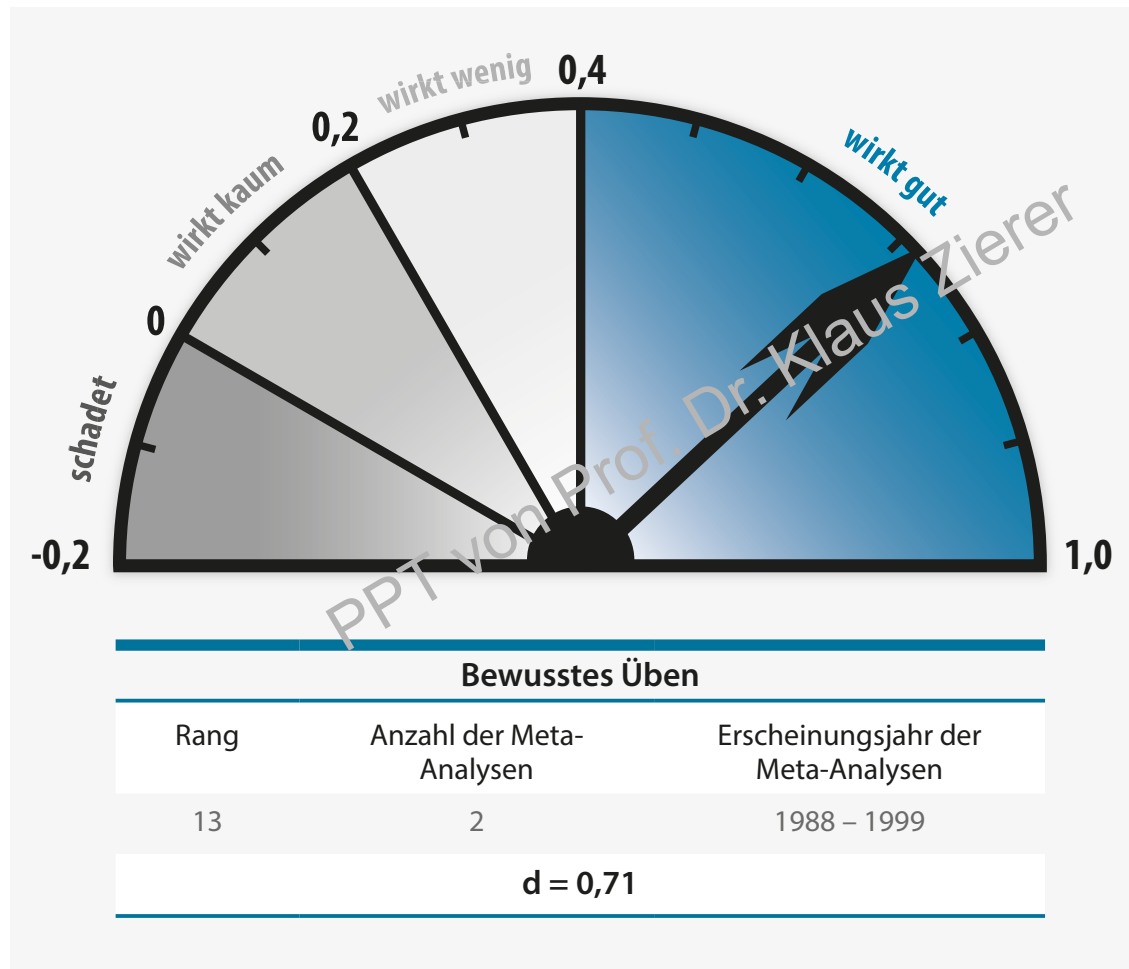 wirkt wenig
0,4
0,2
wirkt gut
wirkt kaum
0
schadet
-0,2
1,0
PPT von Prof. Dr. Klaus Zierer
Bewusstes Üben
Rang
Anzahl der Meta-
Analysen
Erscheinungsjahr der
Meta-Analysen
13
2
1988 – 1999
d = 0,71